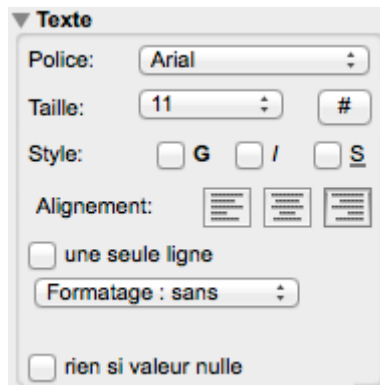 Texte
Police: Arial
Taille: 11 #
Style: G I S
Alignement:
une seule ligne
Formatage : sans
rien si valeur nulle